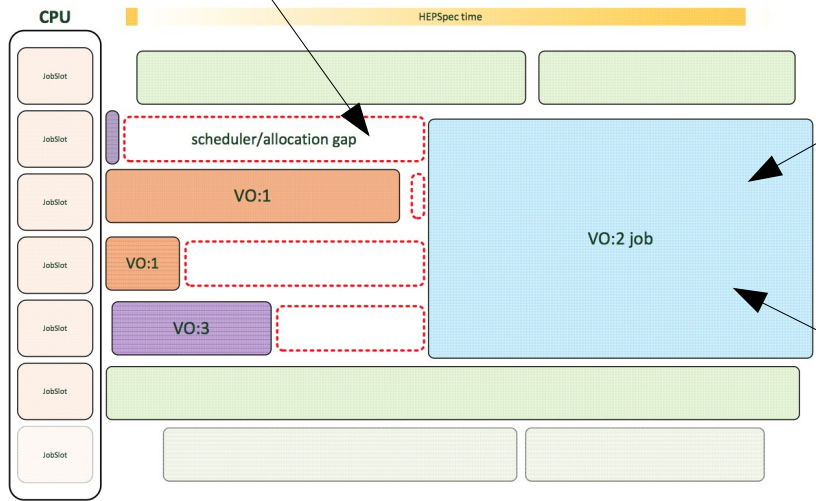 CPU
HEPSpec time
JobSlot
JobSlot
scheduler/allocation gap
JobSlot
VO:1
VO:2 job
JobSlot
VO:1
JobSlot
VO:3
JobSlot
JobSlot